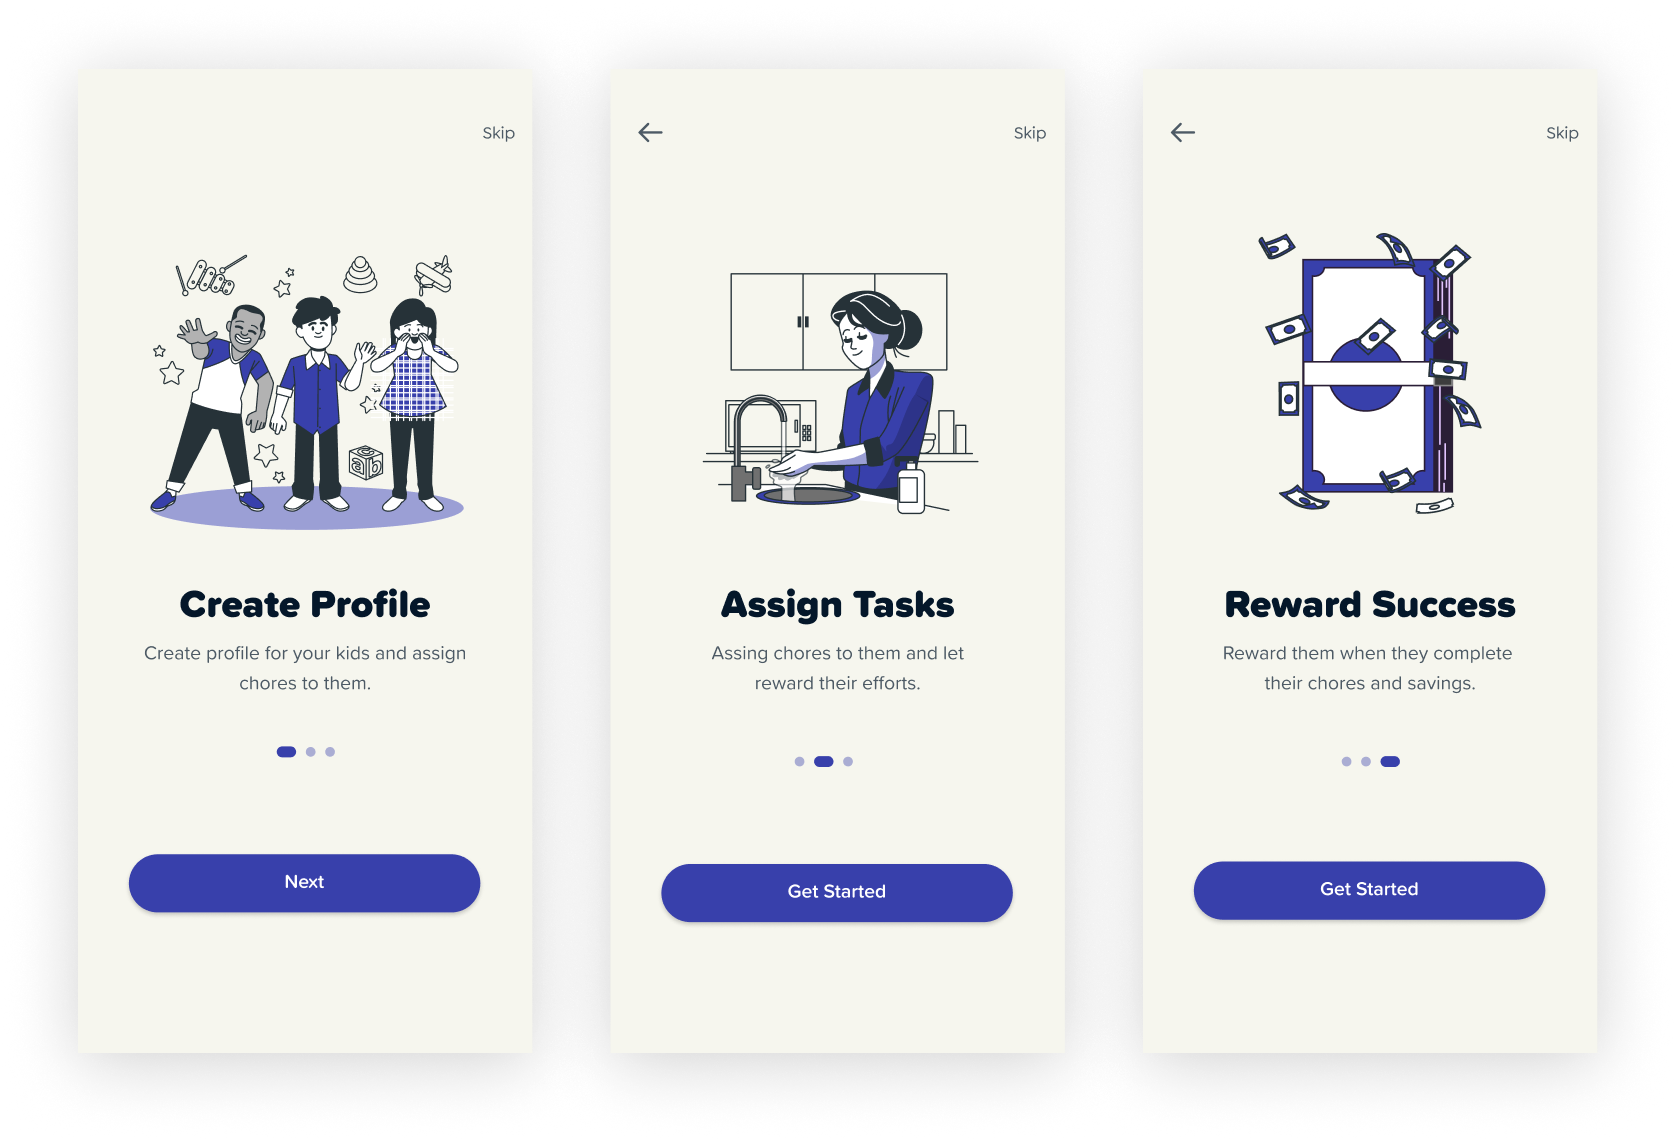 Skip
Create Profile
Create profile for your kids and assign
chores to them.
Next
Skip
Assign Tasks
Assing chores to them and let
reward their efforts.
Get Started
Skip
Reward Success
Reward them when they complete
their chores and savings.
Get Started
ab